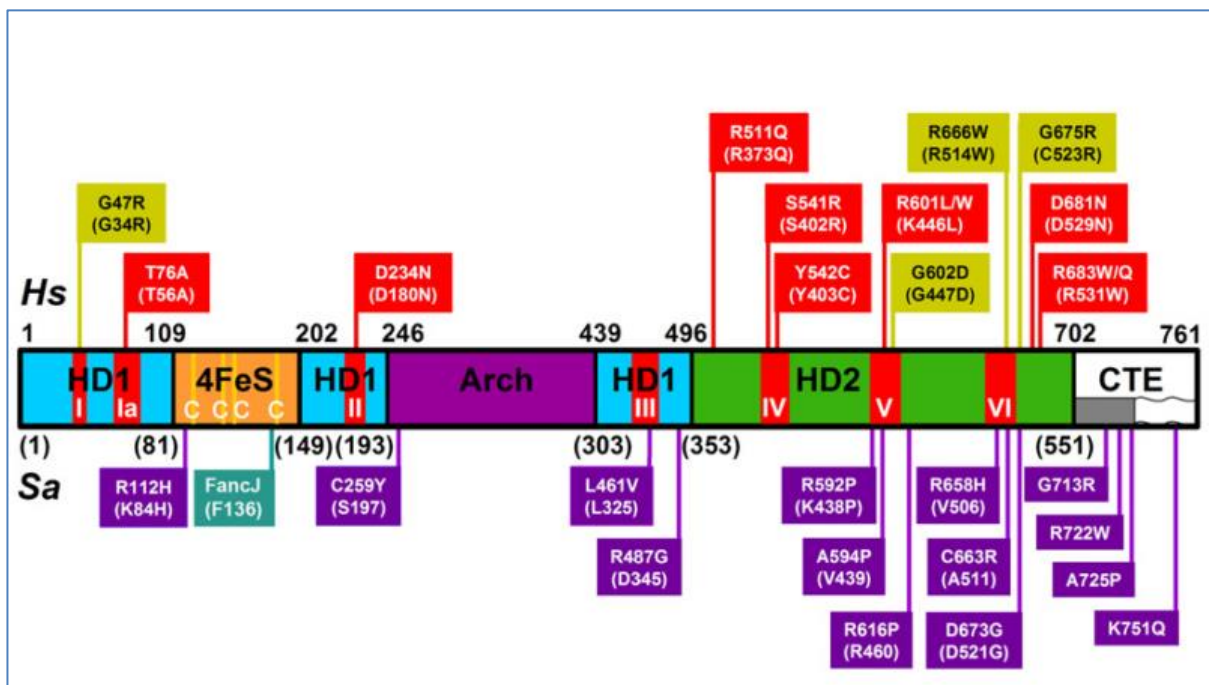 R511Q
(R373Q)
R666W
(R514W)
G675R
(C523R)
G47R
(G34R)
S541R
(S402R)
R601L/W
(K446L)
D681N
(D529N)
T76A
(T56A)
D234N
(D180N)
Y542C
(Y403C)
G602D
(G447D)
R683W/Q
(R531W)
Hs
1 109 202 246 439 496 702 761
HD1 4FeS HD1 Arch HD1 HD2 CTE
I Ia C C C C II III IV V VI
(1) (81) (149) (193) (303) (353) (551)
Sa
R112H
(K84H)
FancJ
(F136)
C259Y
(S197)
L461V
(L325)
R592P
(K438P)
R658H
(V506)
G713R
R487G
(D345)
A594P
(V439)
C663R
(A511)
R722W
A725P
R616P
(R460)
D673G
(D521G)
K751Q